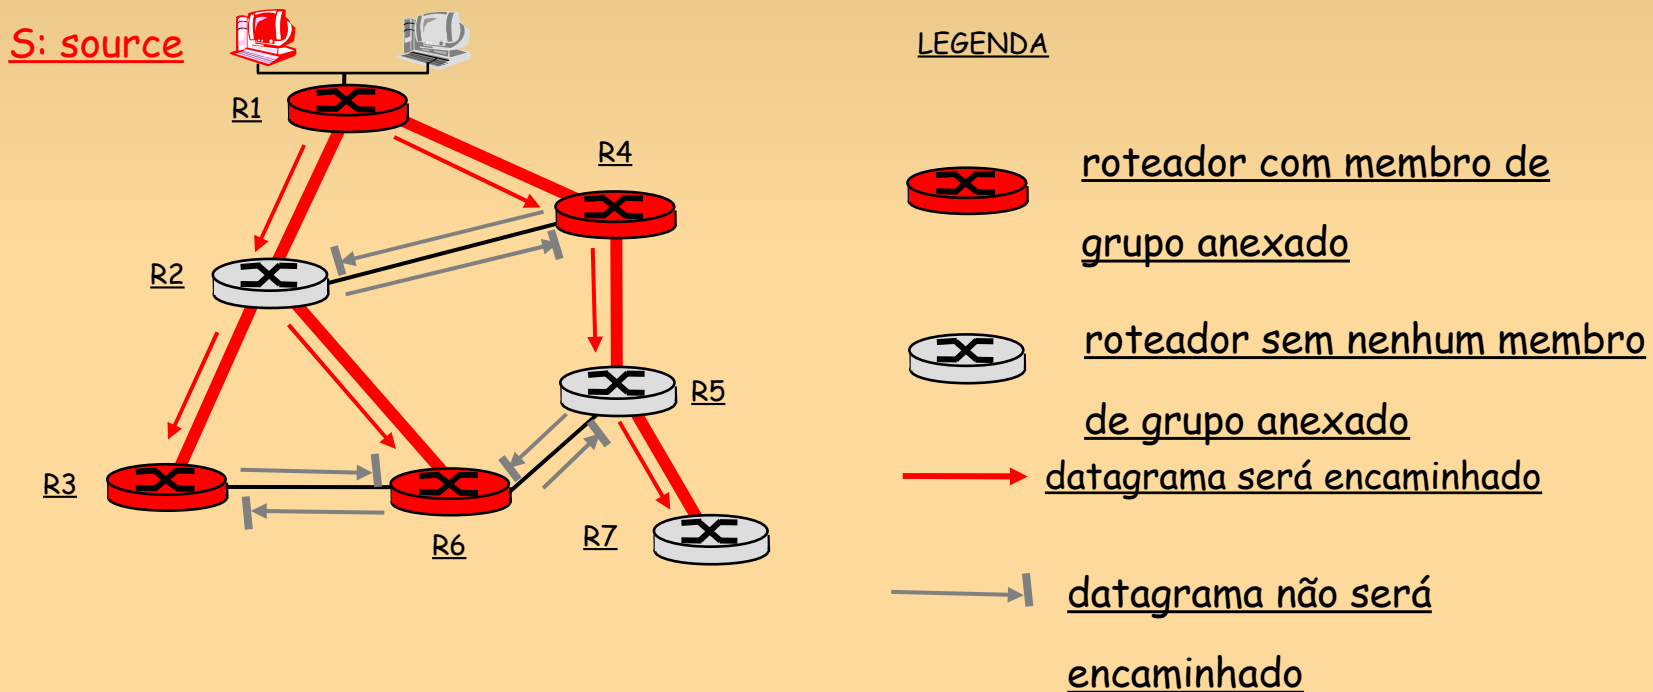 S: source
LEGENDA
R1
R4
roteador com membro de
grupo anexado
R2
roteador sem nenhum membro
de grupo anexado
R5
datagrama será encaminhado
R3
R6
R7
datagrama não será
encaminhado